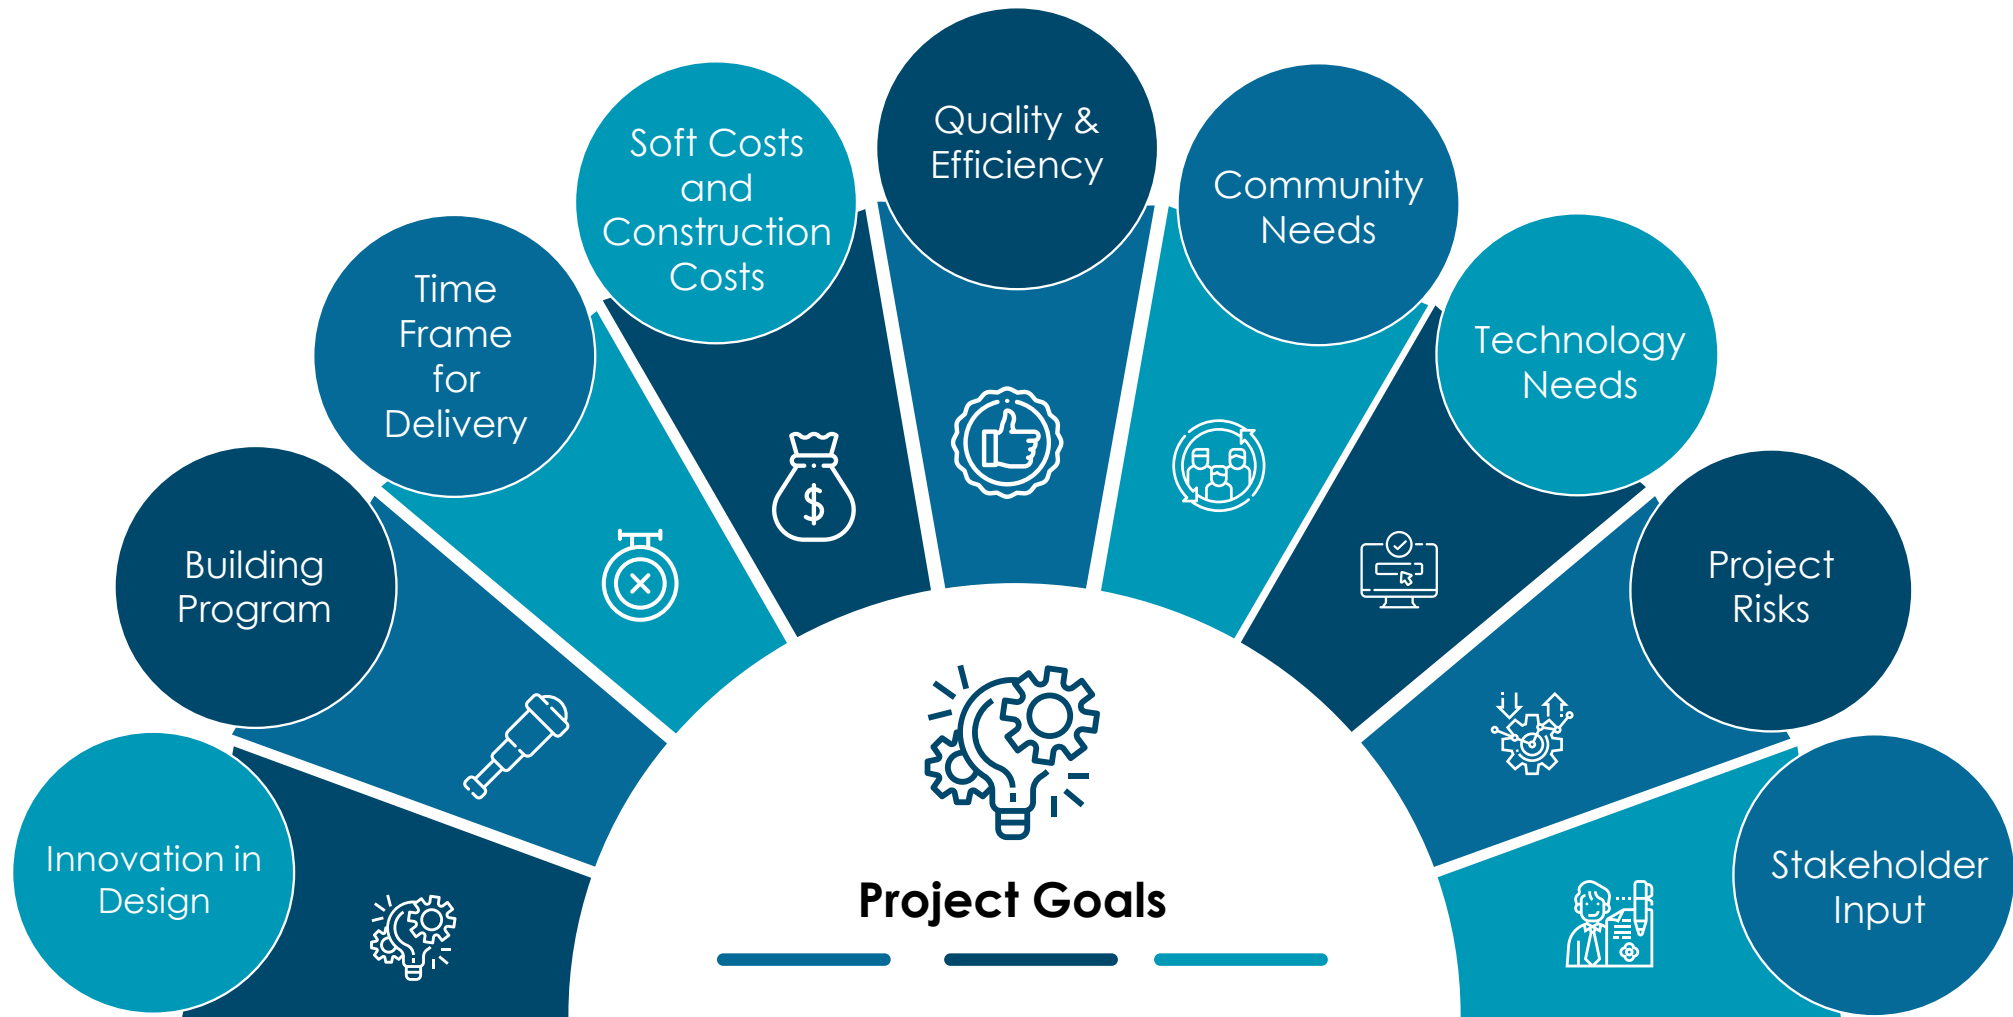 Innovation in
Design
Building
Program
Time
Frame
for
Delivery
Soft Costs
and
Construction
Costs
$
Quality &
Efficiency
Community
Needs
Technology
Needs
Project
Risks
Stakeholder
Input
Project Goals